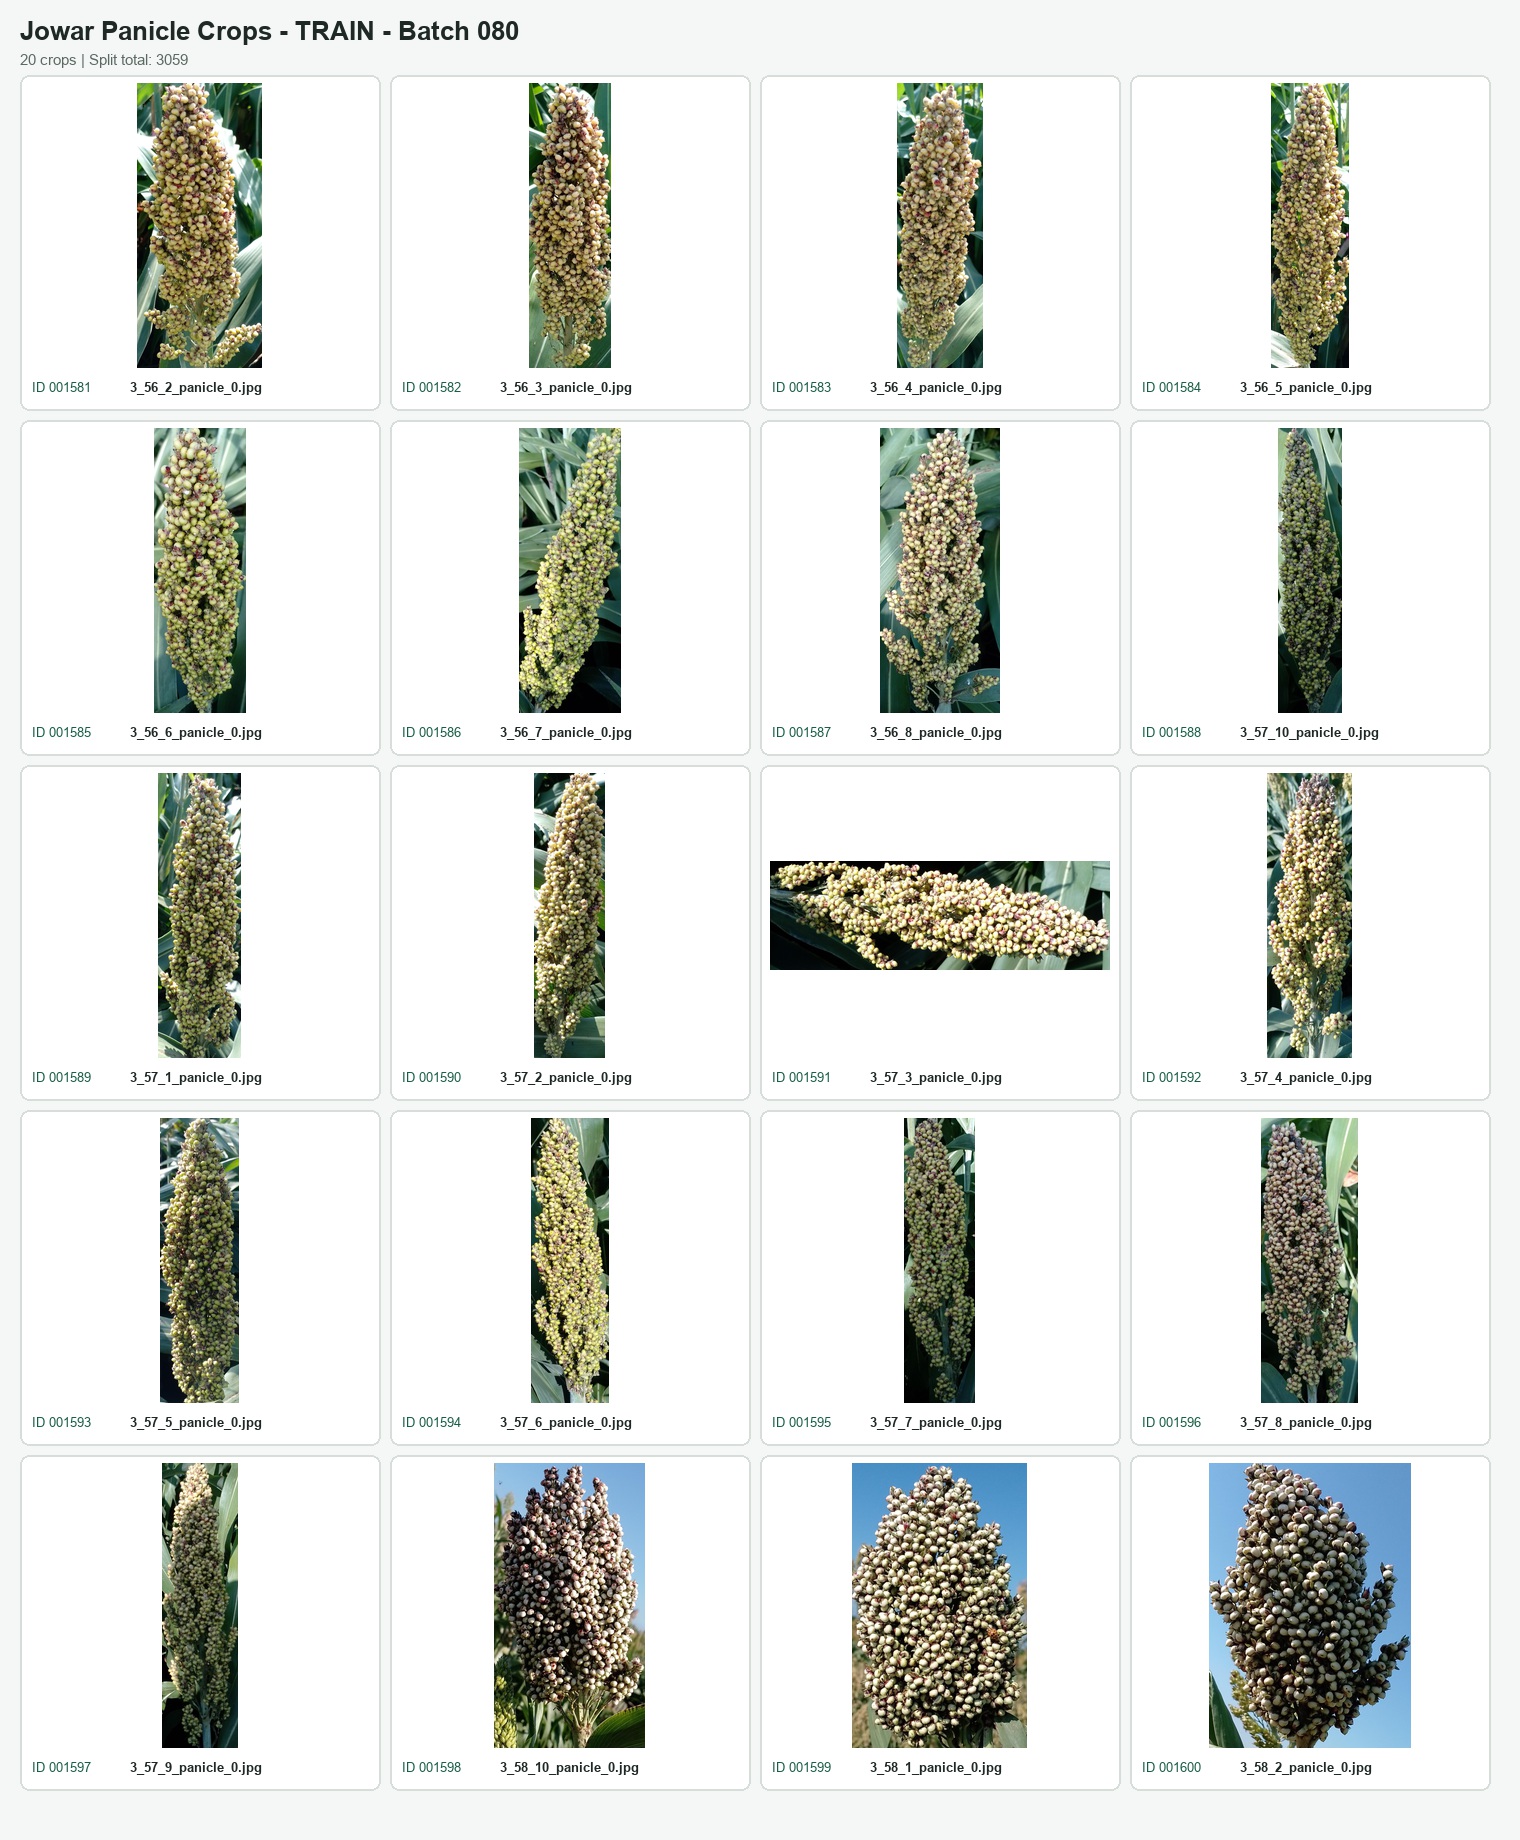 Jowar Panicle Crops - TRAIN - Batch 080
20 crops | Split total: 3059
ID 001581 3_56_2_panicle_0.jpg
ID 001582 3_56_3_panicle_0.jpg
ID 001583 3_56_4_panicle_0.jpg
ID 001584 3_56_5_panicle_0.jpg
ID 001585 3_56_6_panicle_0.jpg
ID 001586 3_56_7_panicle_0.jpg
ID 001587 3_56_8_panicle_0.jpg
ID 001588 3_57_10_panicle_0.jpg
ID 001589 3_57_1_panicle_0.jpg
ID 001590 3_57_2_panicle_0.jpg
ID 001591 3_57_3_panicle_0.jpg
ID 001592 3_57_4_panicle_0.jpg
ID 001593 3_57_5_panicle_0.jpg
ID 001594 3_57_6_panicle_0.jpg
ID 001595 3_57_7_panicle_0.jpg
ID 001596 3_57_8_panicle_0.jpg
ID 001597 3_57_9_panicle_0.jpg
ID 001598 3_58_10_panicle_0.jpg
ID 001599 3_58_1_panicle_0.jpg
ID 001600 3_58_2_panicle_0.jpg